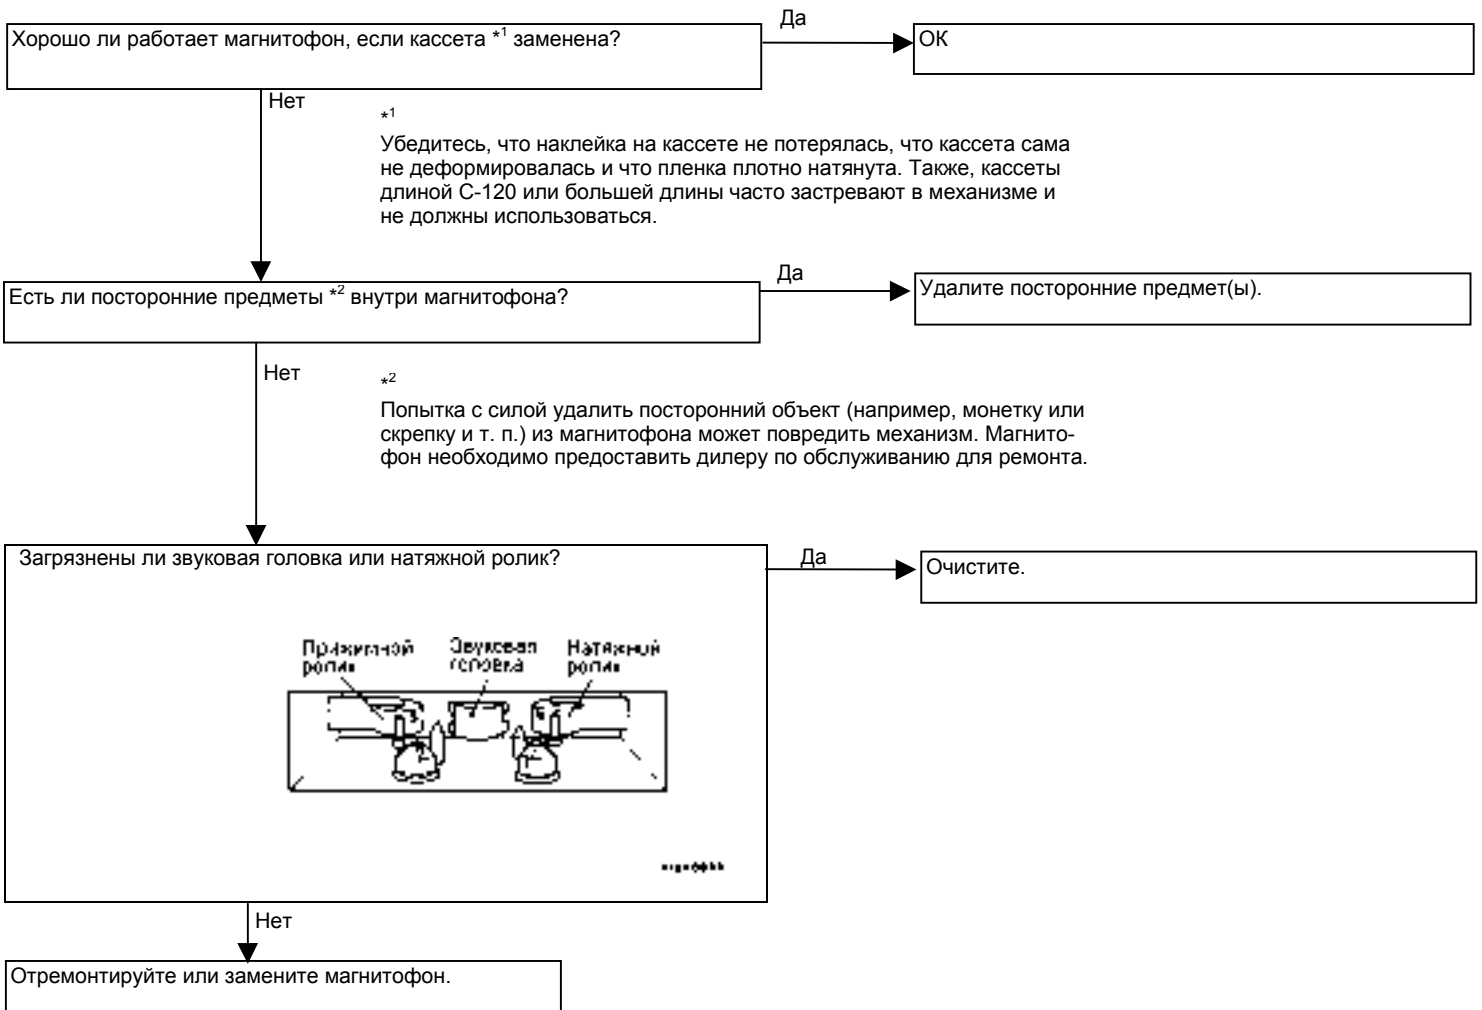 Да
Хорошо ли работает магнитофон, если кассета *1 заменена?
ОК
Нет
*1
Убедитесь, что наклейка на кассете не потерялась, что кассета сама
не деформировалась и что пленка плотно натянута. Также, кассеты
длиной С-120 или большей длины часто застревают в механизме и
не должны использоваться.
Да
Есть ли посторонние предметы *2 внутри магнитофона?
Удалите посторонние предмет(ы).
Нет
*2
Попытка с силой удалить посторонний объект (например, монетку или
скрепку и т. п.) из магнитофона может повредить механизм. Магнито-
фон необходимо предоставить дилеру по обслуживанию для ремонта.
Загрязнены ли звуковая головка или натяжной ролик?
Да
Очистите.
Прижимной ролик
Звуковая головка
Натяжной ролик
Нет
Отремонтируйте или замените магнитофон.